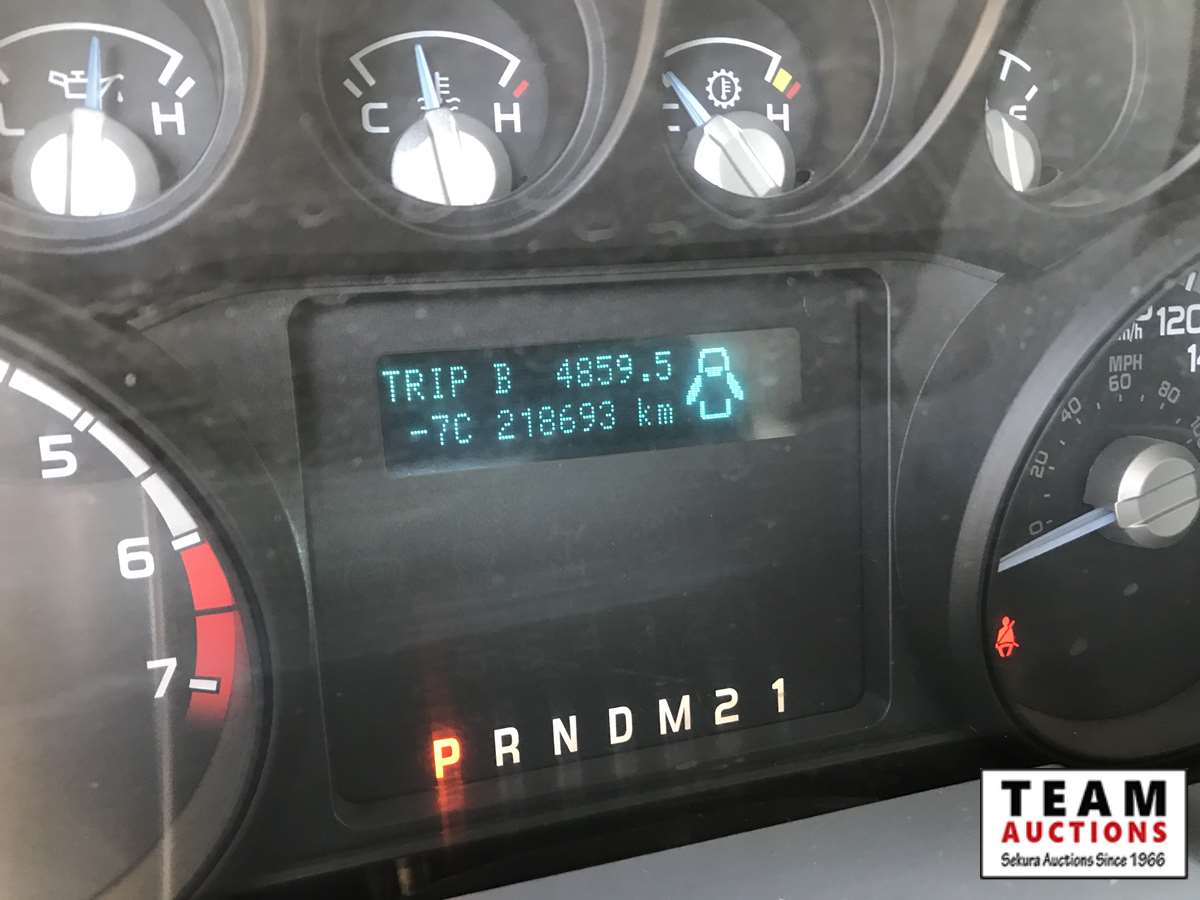 L H
C H
H
TRIP B 4859.5
-7C 218693 km
5
6
7
P R N D M 2 1
120
MPH
0 20 40 60 80
TEAM
AUCTIONS
Sekura Auctions Since 1966